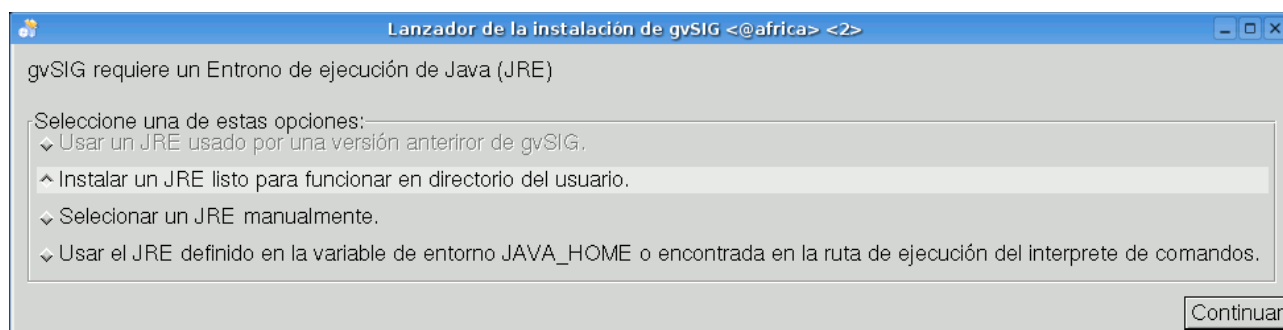 Lanzador de la instalación de gvSIG <@africa> <2>
gvSIG requiere un Entrono de ejecución de Java (JRE)
Seleccione una de estas opciones:
Usar un JRE usado por una versión anteriror de gvSIG.
Instalar un JRE listo para funcionar en directorio del usuario.
Selecionar un JRE manualmente.
Usar el JRE definido en la variable de entorno JAVA_HOME o encontrada en la ruta de ejecución del interprete de comandos.
Continuar